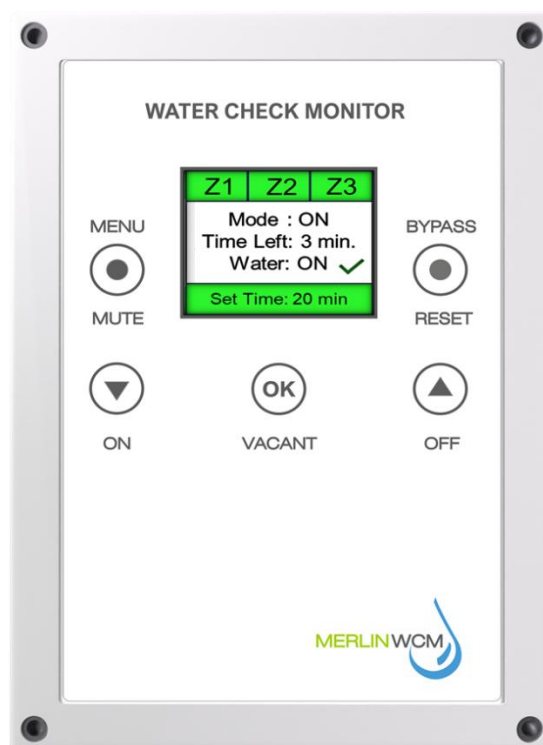 WATER CHECK MONITOR
Z1 Z2 Z3
Mode : ON
Time Left: 3 min.
Water: ON
Set Time: 20 min
MENU
MUTE
BYPASS
RESET
OK
ON
VACANT
OFF
MERLINWCM